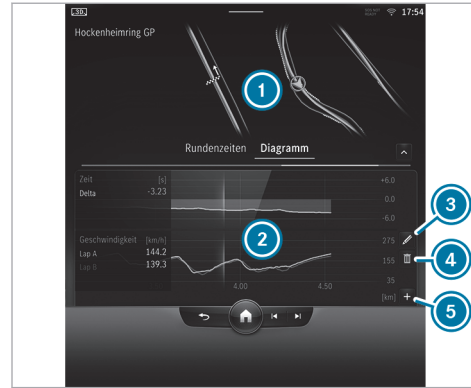 SD
17:54
Hockenheimring GP
1
Rundenzeiten Diagramm
Zeit [s] +6.0
Delta -3.23 0.0
-6.0
3
Geschwindigkeit [km/h] 2 275
Lap A 144.2 155 4
Lap B 139.3 35
4.00 4.50 [km] + 5